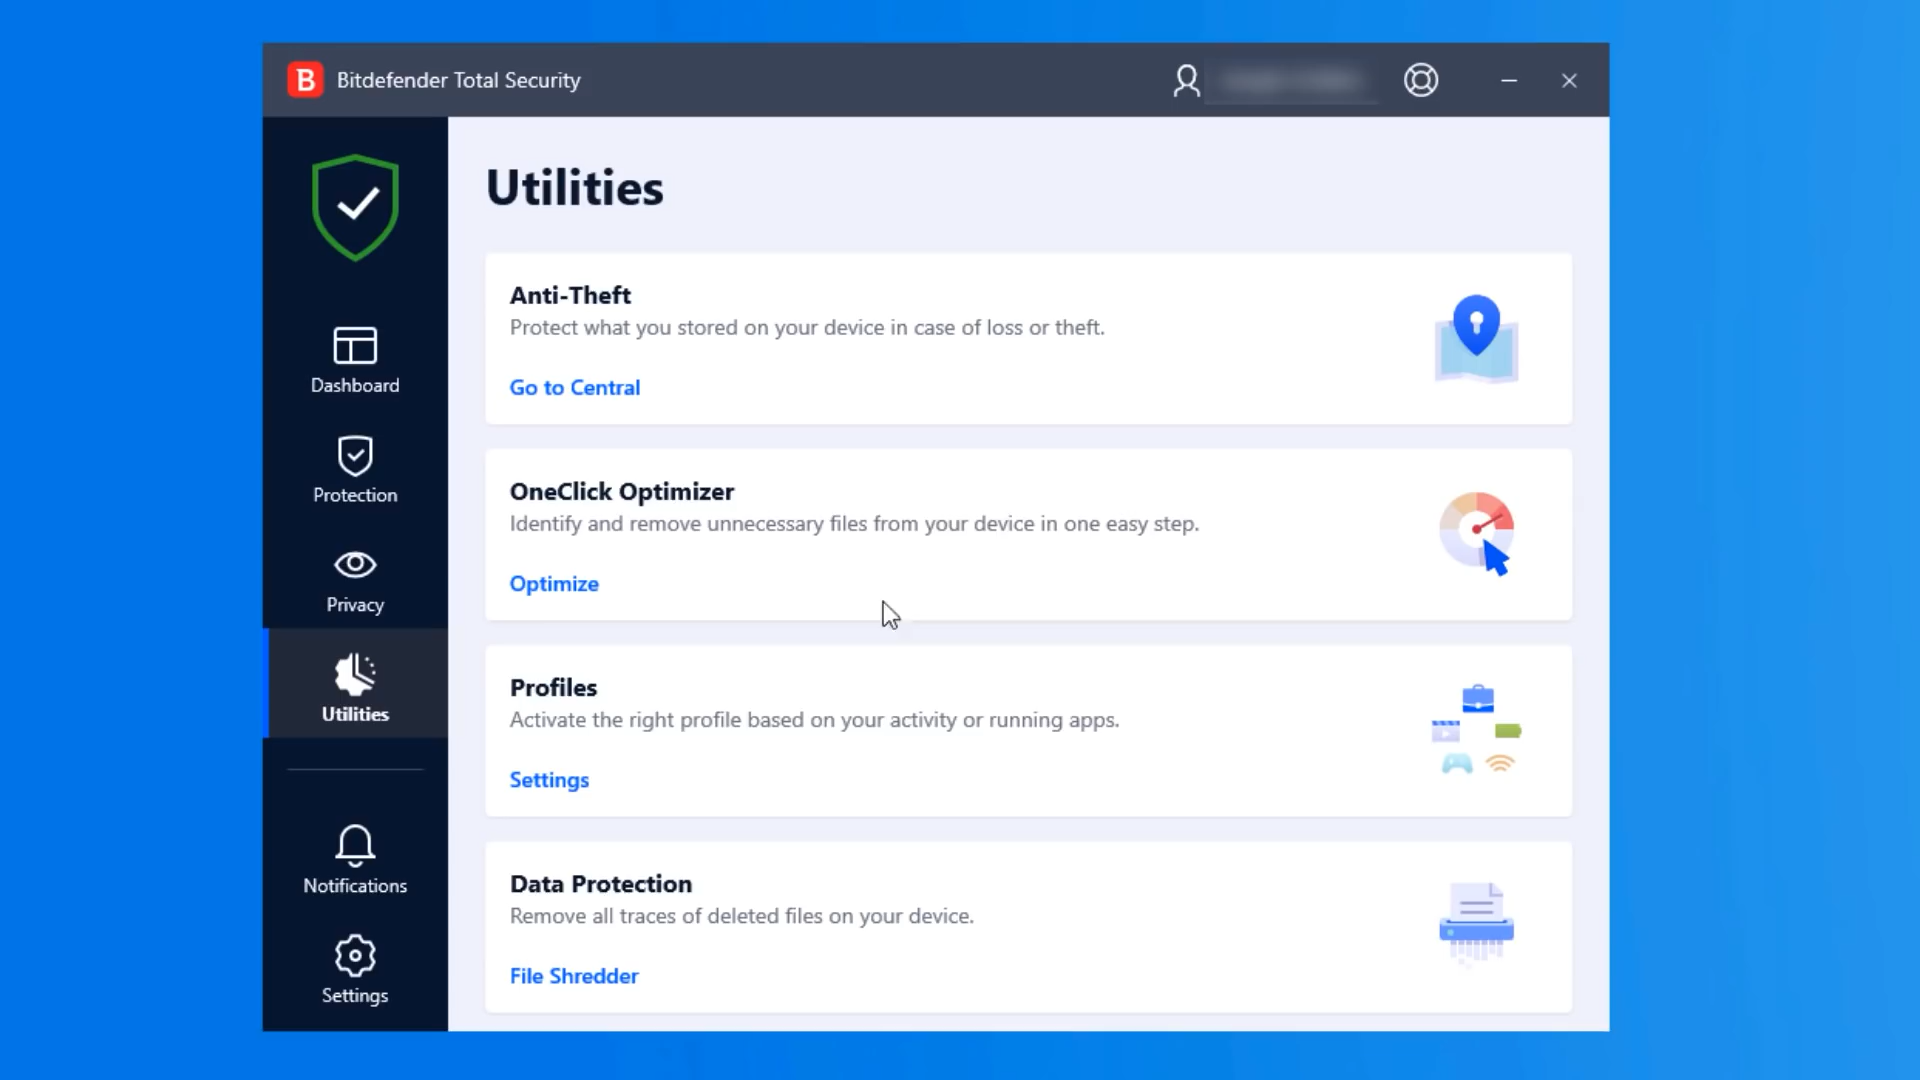 B Bitdefender Total Security
Utilities
Dashboard
Protection
Privacy
Utilities
Notifications
Settings
Anti-Theft
Protect what you stored on your device in case of loss or theft.
Go to Central
OneClick Optimizer
Identify and remove unnecessary files from your device in one easy step.
Optimize
Profiles
Activate the right profile based on your activity or running apps.
Settings
Data Protection
Remove all traces of deleted files on your device.
File Shredder